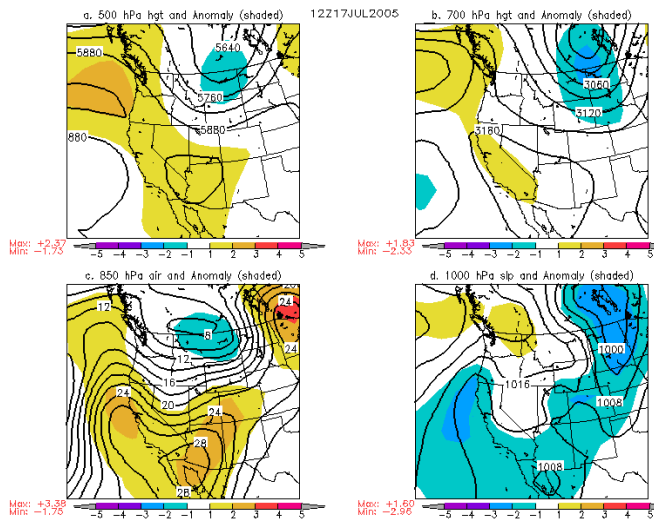 a. 500 hPa hgt and Anomaly (shaded)
12Z17JUL2005
b. 700 hPa hgt and Anomaly (shaded)
5880
5640
5760
5880
880
3060
3120
3180
Max: +2.37
Min: -1.73
-5 -4 -3 -2 -1 1 2 3 4 5
Max: +1.83
Min: -2.33
-5 -4 -3 -2 -1 1 2 3 4 5
c. 850 hPa air and Anomaly (shaded)
d. 1000 hPa slp and Anomaly (shaded)
12
24
8
12
24
16
20
24
24
28
28
1000
1016
1008
1008
Max: +3.38
Min: -1.75
-5 -4 -3 -2 -1 1 2 3 4 5
Max: +1.60
Min: -2.96
-5 -4 -3 -2 -1 1 2 3 4 5